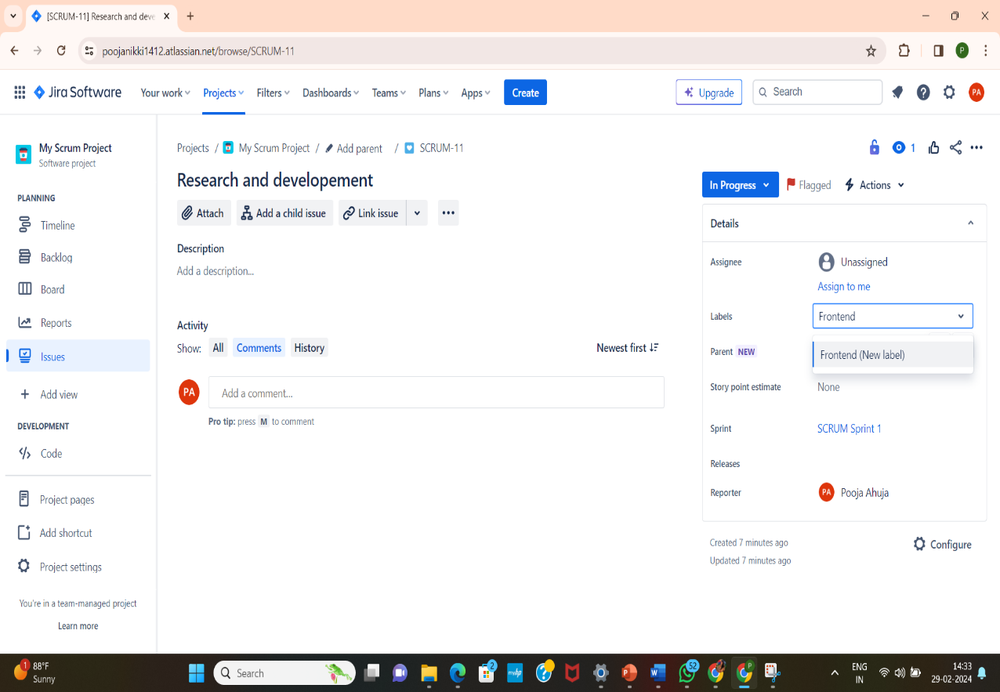 [SCRUM-11] Research and deve
poojanikki1412.atlassian.net/browse/SCRUM-11
P
Jira Software
Your work
Projects
Filters
Dashboards
Teams
Plans
Apps
Create
Upgrade
Search
PA
My Scrum Project
Software project
PLANNING
Timeline
Backlog
Board
Reports
Issues
Add view
DEVELOPMENT
Code
Project pages
Add shortcut
Project settings
You're in a team-managed project
Learn more
Projects / My Scrum Project / Add parent / SCRUM-11
1
Research and developement
Attach
Add a child issue
Link issue
Description
Add a description...
Activity
Show: All Comments History
Newest first
PA
Add a comment...
Pro tip: press M to comment
In Progress
Flagged
Actions
Details
Assignee
Unassigned
Assign to me
Labels
Frontend
Frontend (New label)
Parent NEW
Story point estimate
None
Sprint
SCRUM Sprint 1
Releases
Reporter
PA Pooja Ahuja
Created 7 minutes ago
Updated 7 minutes ago
Configure
1
88°F
Sunny
Search
2
myhp
52
P
ENG
IN
14:33
29-02-2024